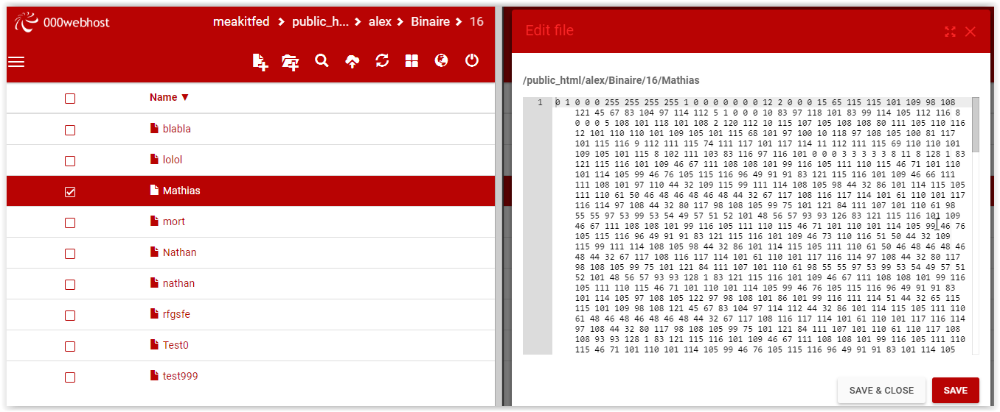 000webhost
meakitfed > public_h... > alex > Binaire > 16
Name ▼
blabla
lolol
Mathias
mort
Nathan
nathan
rfgsfe
Test0
test999
Edit file
/public_html/alex/Binaire/16/Mathias
1
0 1 0 0 0 255 255 255 255 1 0 0 0 0 0 0 0 12 2 0 0 0 15 65 115 115 101 109 98 108
121 45 67 83 104 97 114 112 5 1 0 0 0 10 83 97 118 101 83 99 114 105 112 116 8
0 0 0 5 108 101 118 101 108 2 120 112 10 115 107 105 108 108 80 111 105 110 116
12 101 110 110 101 109 105 101 115 68 101 97 100 10 118 97 108 105 100 81 117
101 115 116 9 112 111 115 74 111 117 101 117 114 11 112 111 115 69 110 110 101
109 105 101 115 8 102 111 103 83 116 97 116 101 0 0 0 3 3 3 3 3 8 11 8 128 1 83
121 115 116 101 109 46 67 111 108 108 101 99 116 105 111 110 115 46 71 101 110
101 114 105 99 46 76 105 115 116 96 49 91 91 83 121 115 116 101 109 46 66 111
111 108 101 97 110 44 32 109 115 99 111 114 108 105 98 44 32 86 101 114 115 105
111 110 61 50 46 48 46 48 46 48 44 32 67 117 108 116 117 114 101 61 110 101 117
116 114 97 108 44 32 80 117 98 108 105 99 75 101 121 84 111 107 101 110 61 98
55 55 97 53 99 53 54 49 57 51 52 101 48 56 57 93 93 126 83 121 115 116 101 109
46 67 111 108 108 101 99 116 105 111 110 115 46 71 101 110 101 114 105 99 46 76
105 115 116 96 49 91 91 83 121 115 116 101 109 46 73 110 116 51 50 44 32 109
115 99 111 114 108 105 98 44 32 86 101 114 115 105 111 110 61 50 46 48 46 48 46
48 44 32 67 117 108 116 117 114 101 61 110 101 117 116 114 97 108 44 32 80 117
98 108 105 99 75 101 121 84 111 107 101 110 61 98 55 55 97 53 99 53 54 49 57 51
52 101 48 56 57 93 93 128 1 83 121 115 116 101 109 46 67 111 108 108 101 99 116
105 111 110 115 46 71 101 110 101 114 105 99 46 76 105 115 116 96 49 91 91 83
101 114 105 97 108 105 122 97 98 108 101 86 101 99 116 111 114 51 44 32 65 115
115 101 109 98 108 121 45 67 83 104 97 114 112 44 32 86 101 114 115 105 111 110
61 48 46 48 46 48 46 48 44 32 67 117 108 116 117 114 101 61 110 101 117 116 114
97 108 44 32 80 117 98 108 105 99 75 101 121 84 111 107 101 110 61 110 117 108
108 93 93 128 1 83 121 115 116 101 109 46 67 111 108 108 101 99 116 105 111 110
115 46 71 101 110 101 114 105 99 46 76 105 115 116 96 49 91 91 83 101 114 105
SAVE & CLOSE
SAVE